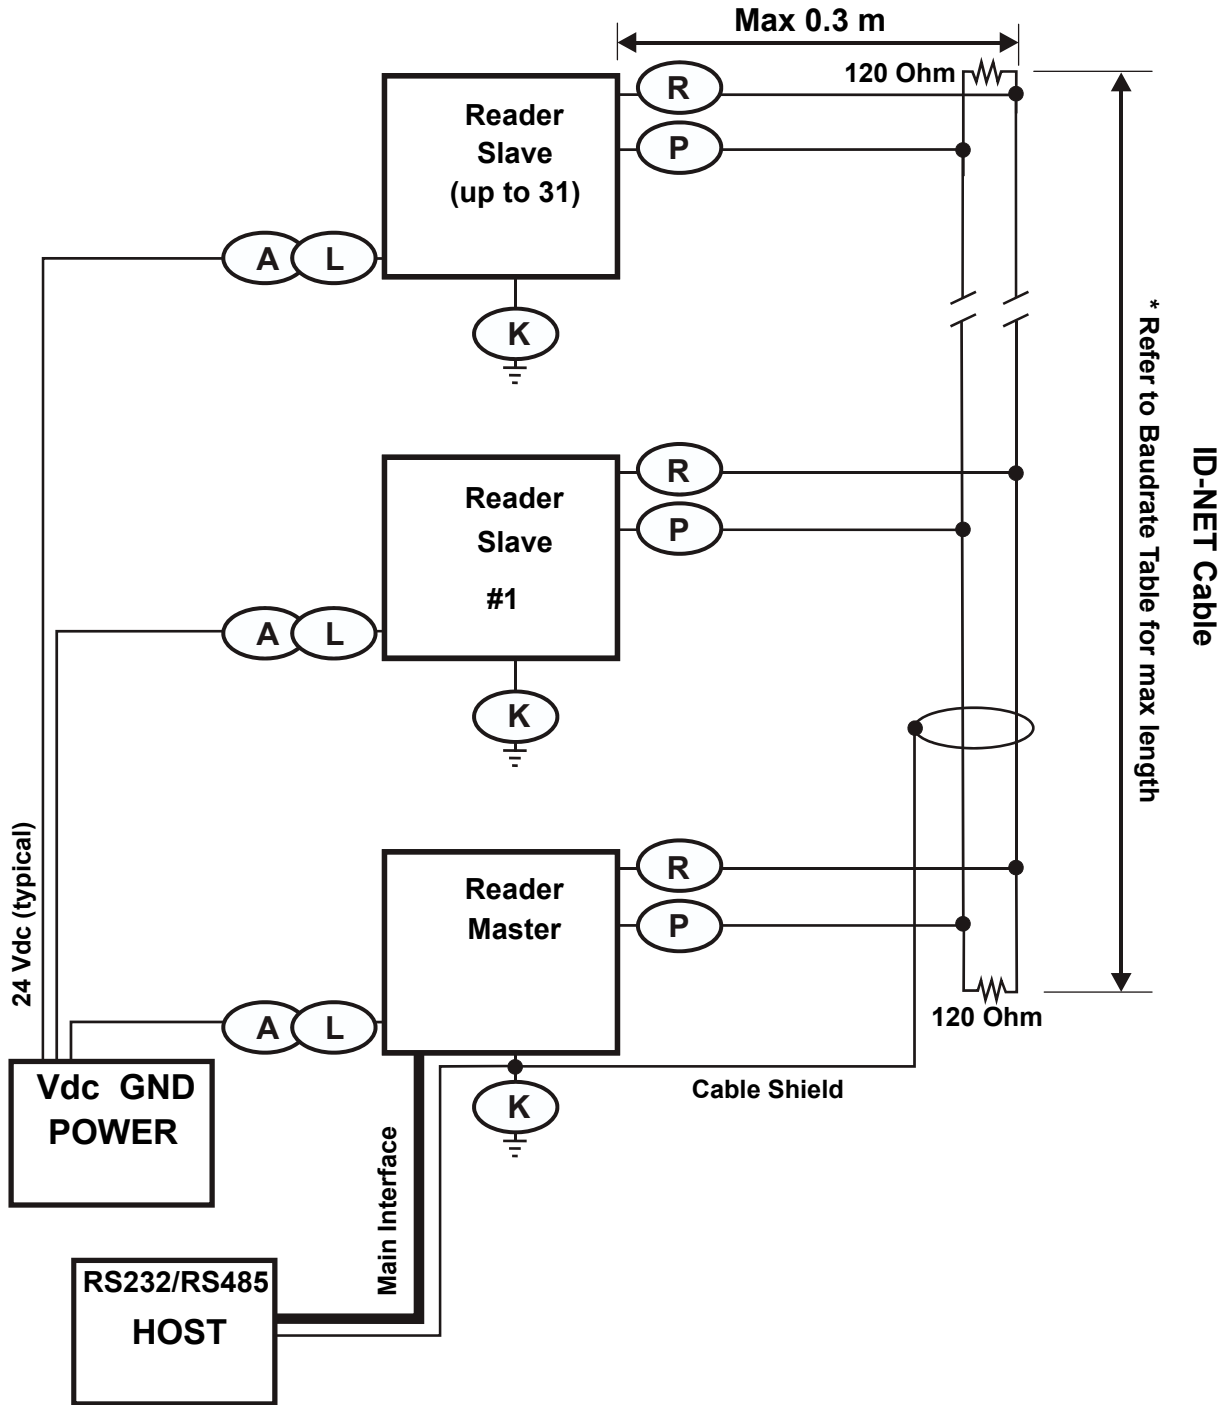 Max 0.3 m
120 Ohm
R
P
Reader
Slave
(up to 31)
A L
K
R
P
Reader
Slave
#1
A L
K
* Refer to Baudrate Table for max length
ID-NET Cable
R
P
Reader
Master
24 Vdc (typical)
A L
120 Ohm
Vdc GND
POWER
K
Cable Shield
Main Interface
RS232/RS485
HOST